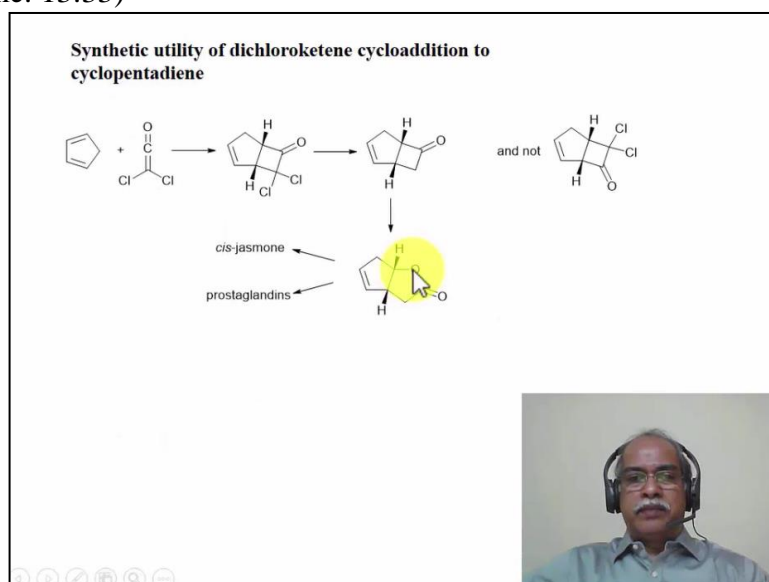 Synthetic utility of dichloroketene cycloaddition to
cyclopentadiene
+
O
C
Cl
Cl
H
O
H
Cl
Cl
H
O
H
and not
H
Cl
Cl
H
O
cis-jasmone
prostaglandins
H
O
O
H